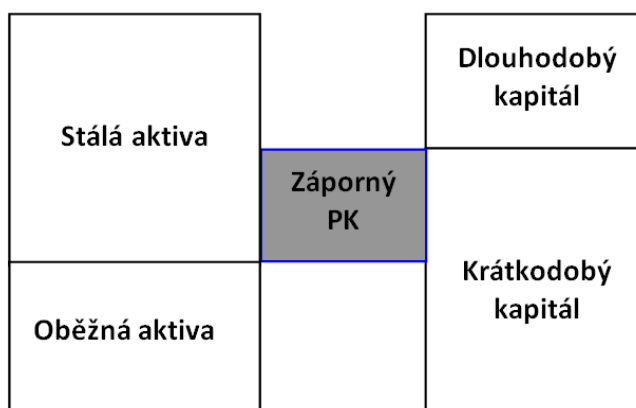 Stálá aktiva
Oběžná aktiva
Záporný
PK
Dlouhodobý
kapitál
Krátkodobý
kapitál